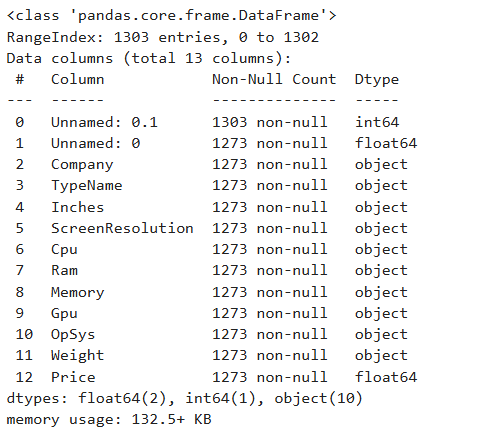 <class 'pandas.core.frame.DataFrame'>
RangeIndex: 1303 entries, 0 to 1302
Data columns (total 13 columns):
 #   Column            Non-Null Count  Dtype
---  ------            --------------  -----
 0   Unnamed: 0.1      1303 non-null   int64
 1   Unnamed: 0        1273 non-null   float64
 2   Company           1273 non-null   object
 3   TypeName          1273 non-null   object
 4   Inches            1273 non-null   object
 5   ScreenResolution  1273 non-null   object
 6   Cpu               1273 non-null   object
 7   Ram               1273 non-null   object
 8   Memory            1273 non-null   object
 9   Gpu               1273 non-null   object
 10  OpSys             1273 non-null   object
 11  Weight            1273 non-null   object
 12  Price             1273 non-null   float64
dtypes: float64(2), int64(1), object(10)
memory usage: 132.5+ KB